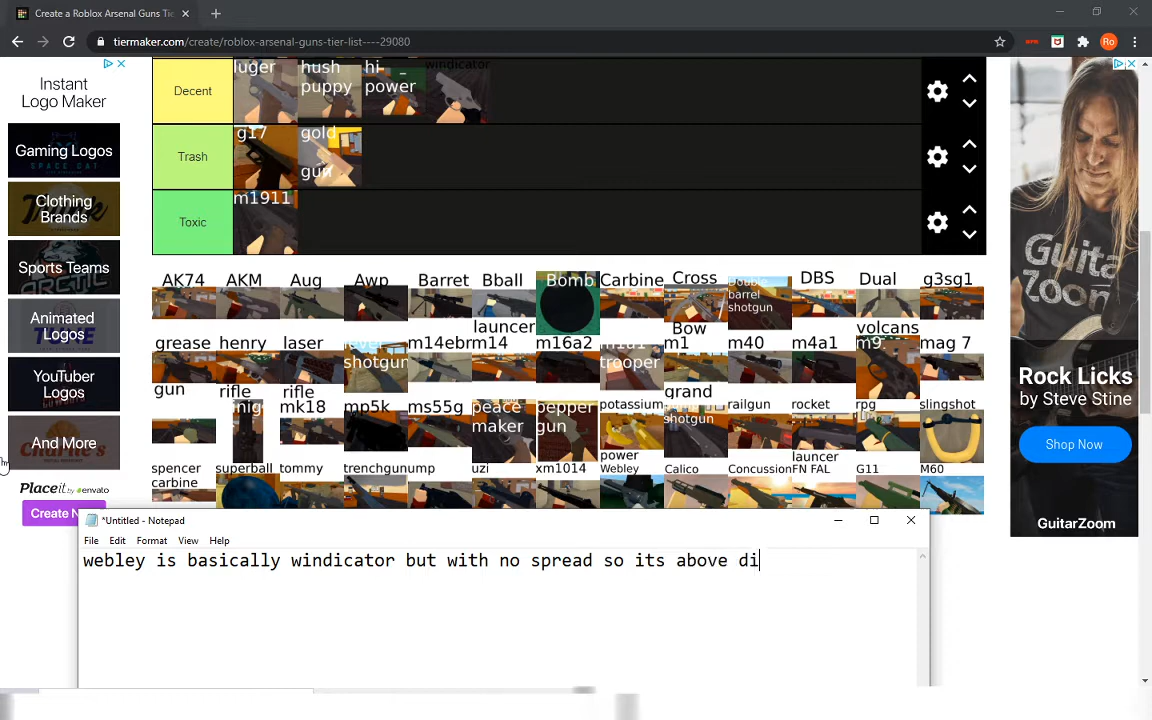 Create a Roblox Arsenal Guns Tie
tiermaker.com/create/roblox-arsenal-guns-tier-list----29080
Ro
Instant
Logo Maker
Gaming Logos
Clothing
Brands
Sports Teams
Animated
Logos
YouTuber
Logos
And More
Placeit by envato
Create N
Decent
luger
hush
puppy
hi-
power
windicator
Trash
g17
gold
gun
Toxic
m1911
AK74 AKM Aug Awp Barret Bball Bomb Carbine Cross Double barrel shotgun DBS Dual g3sg1
launcer Bow volcans
grease henry laser shotgun m14ebr m14 m16a2 trooper m1 m40 m4a1 m9 mag 7
gun rifle rifle grand
mk18 mp5k ms55g peace maker pepper gun potassium shotgun railgun rocket rpg slingshot
power launcer
spencer carbine superball tommy trenchgun ump uzi xm1014 Webley Calico Concussion FN FAL G11 M60
*Untitled - Notepad
File Edit Format View Help
webley is basically windicator but with no spread so its above di
Guita
Zoom
Rock Licks
by Steve Stine
Shop Now
GuitarZoom